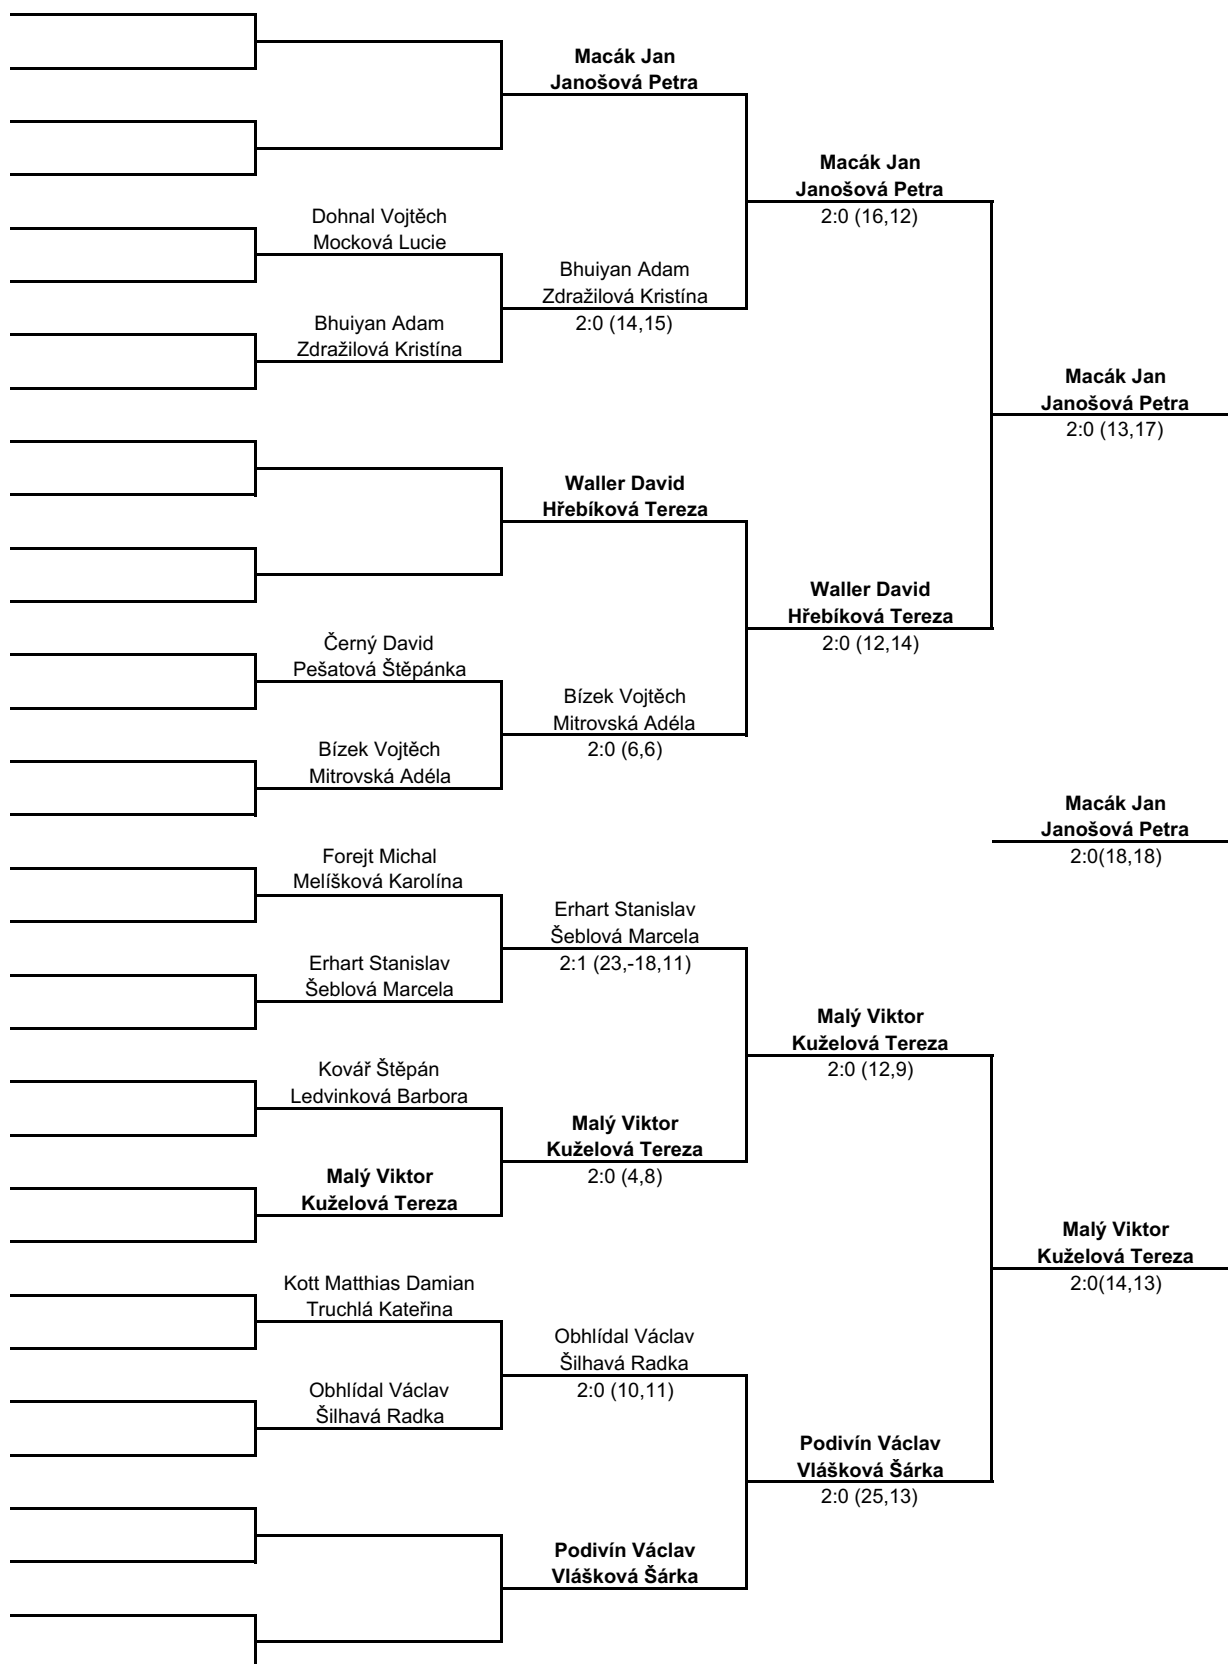 Macák Jan
Janošová Petra
Macák Jan
Janošová Petra
2:0 (16,12)
Dohnal Vojtěch
Mocková Lucie
Bhuiyan Adam
Zdražilová Kristína
2:0 (14,15)
Bhuiyan Adam
Zdražilová Kristína
Macák Jan
Janošová Petra
2:0 (13,17)
Waller David
Hřebíková Tereza
Waller David
Hřebíková Tereza
2:0 (12,14)
Černý David
Pešatová Štěpánka
Bízek Vojtěch
Mitrovská Adéla
2:0 (6,6)
Bízek Vojtěch
Mitrovská Adéla
Macák Jan
Janošová Petra
2:0(18,18)
Forejt Michal
Melíšková Karolína
Erhart Stanislav
Šeblová Marcela
2:1 (23,-18,11)
Erhart Stanislav
Šeblová Marcela
Malý Viktor
Kuželová Tereza
2:0 (12,9)
Kovář Štěpán
Ledvinková Barbora
Malý Viktor
Kuželová Tereza
2:0 (4,8)
Malý Viktor
Kuželová Tereza
Malý Viktor
Kuželová Tereza
2:0(14,13)
Kott Matthias Damian
Truchlá Kateřina
Obhlídal Václav
Šilhavá Radka
2:0 (10,11)
Obhlídal Václav
Šilhavá Radka
Podivín Václav
Vlášková Šárka
2:0 (25,13)
Podivín Václav
Vlášková Šárka